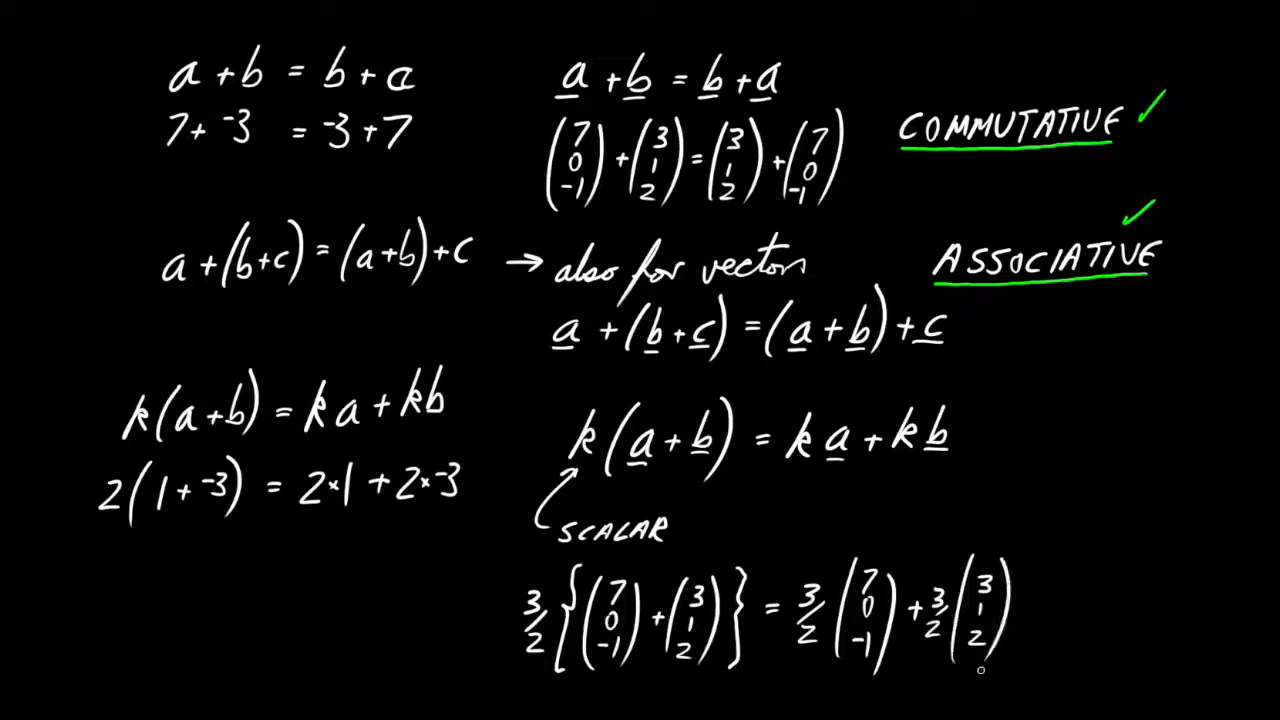 a + b = b + a
7 + -3 = -3 + 7
a + b = b + a
(7 0 -1) + (3 1 2) = (3 1 2) + (7 0 -1)
COMMUTATIVE ✓
a + (b + c) = (a + b) + c → also for vectors
ASSOCIATIVE ✓
a + (b + c) = (a + b) + c
k(a + b) = ka + kb
2(1 + -3) = 2×1 + 2×-3
k(a + b) = ka + kb
SCALAR
3/2 {(7 0 -1) + (3 1 2)} = 3/2 (7 0 -1) + 3/2 (3 1 2)